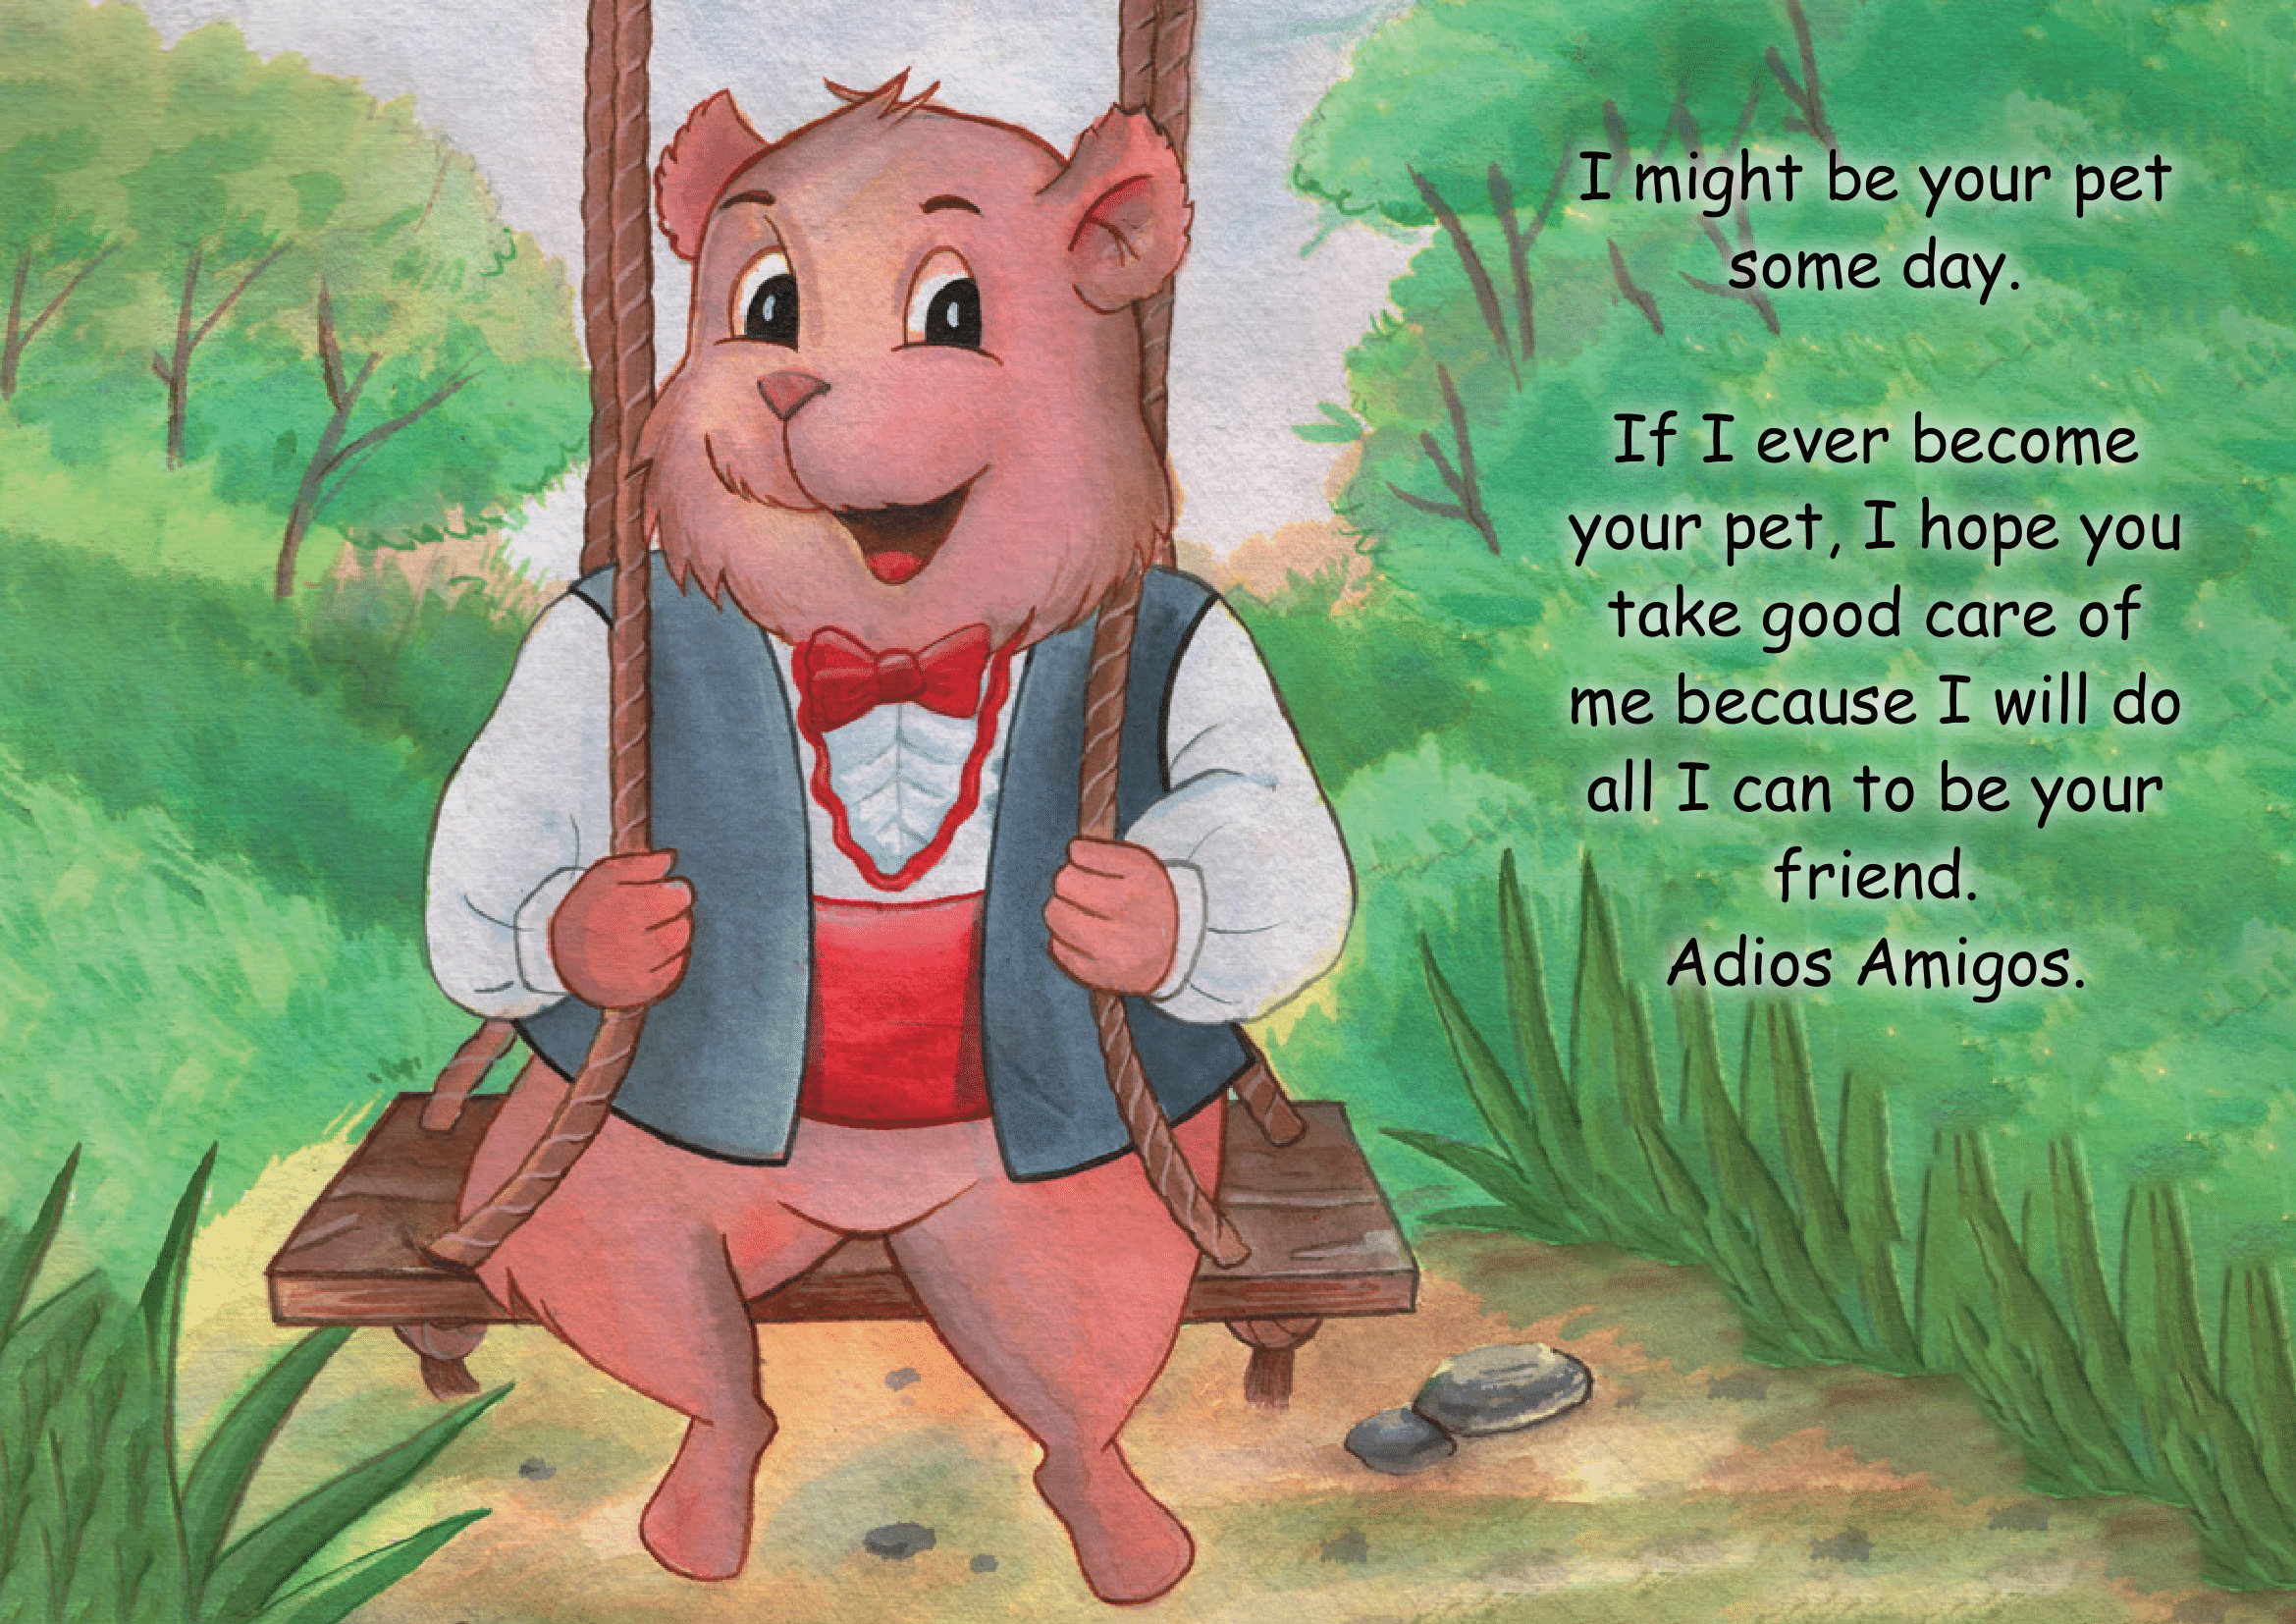 I might be your pet
some day.
If I ever become
your pet, I hope you
take good care of
me because I will do
all I can to be your
friend.
Adios Amigos.